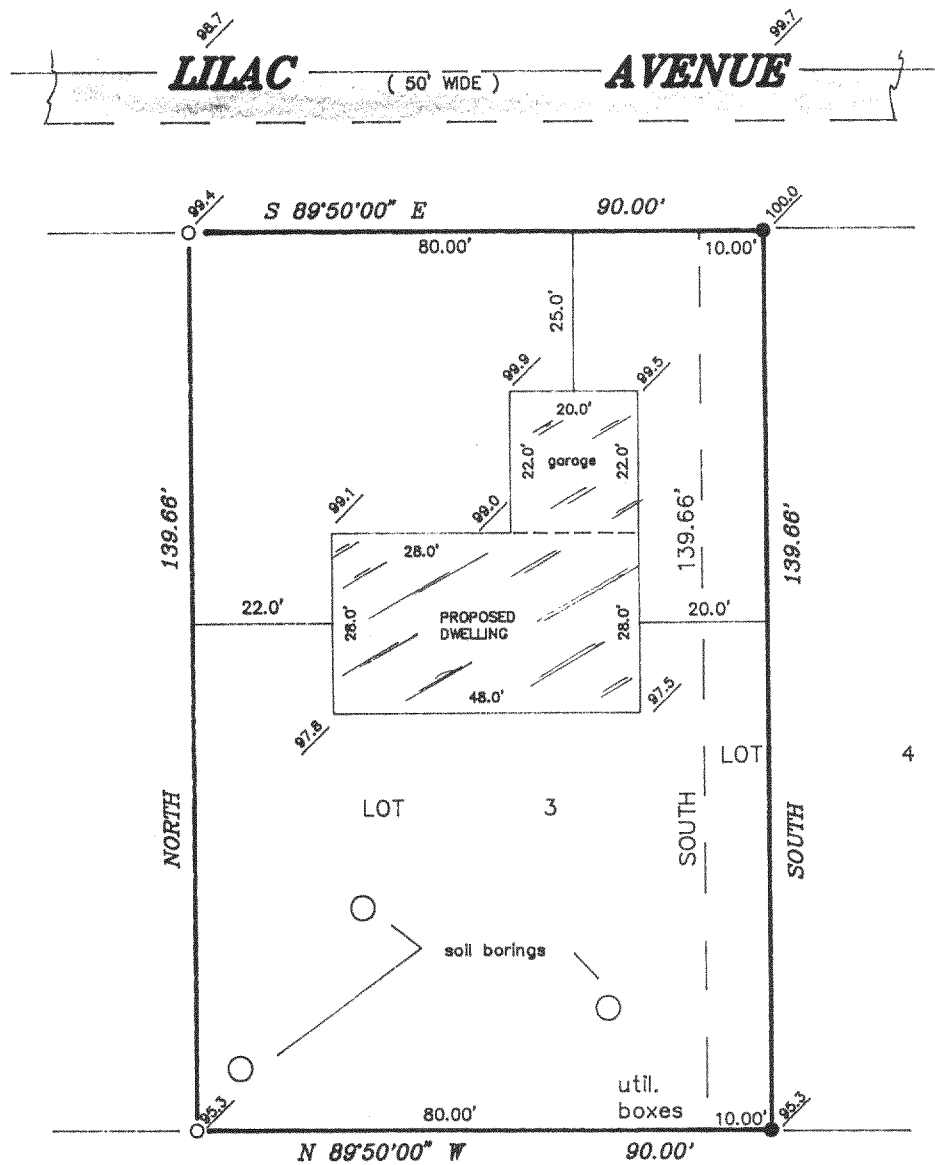 98.7
99.7
LILAC ( 50' WIDE ) AVENUE
99.4
S 89°50'00" E 90.00'
100.0
80.00' 10.00'
25.0'
99.9
99.5
20.0'
22.0' garage 22.0'
99.1
99.0
139.66'
139.66'
139.66'
28.0'
22.0'
28.0'
PROPOSED
DWELLING
28.0'
20.0'
48.0'
97.8
97.5
LOT 4
LOT 3
NORTH
SOUTH
SOUTH
soil borings
util.
boxes
95.3
80.00' 10.00'
95.3
N 89°50'00" W 90.00'